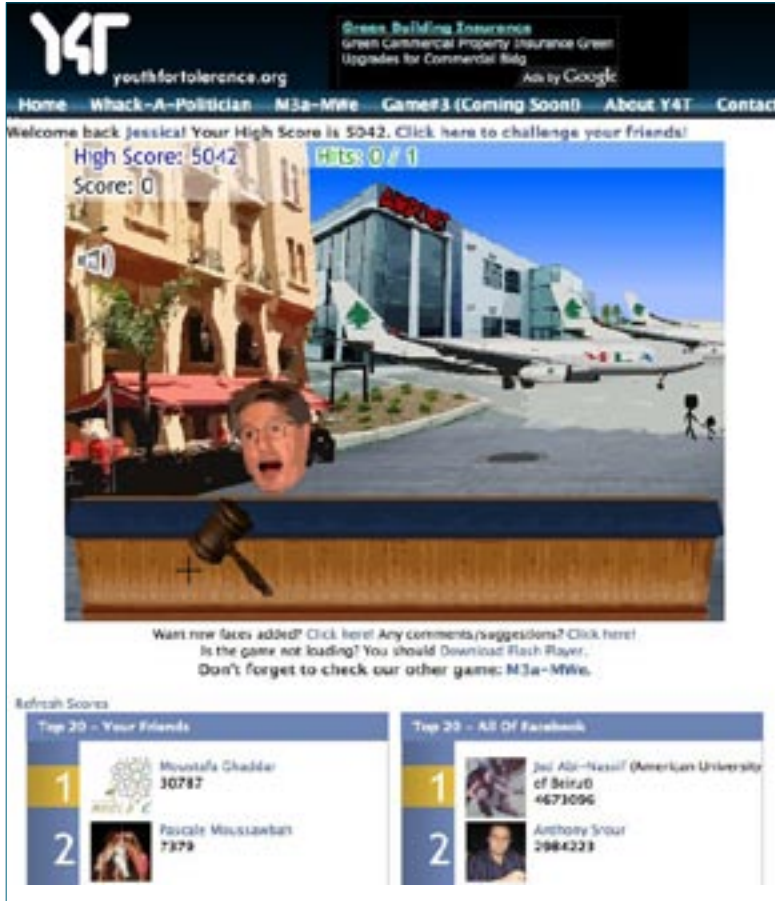 Y4T
youthfortolerance.org
Green Building Insurance
Green Commercial Property Insurance Green
Upgrades for Commercial Bldg
Ads by Google
Home Whack-A-Politician M3a-MWe Game#3 (Coming Soon!) About Y4T Contac
Welcome back Jessica! Your High Score is 5042. Click here to challenge your friends!
High Score: 5042 Hits: 0 / 1
Score: 0
AIRPORT
MEA
Want new faces added? Click here! Any comments/suggestions? Click here!
Is the game not loading? You should Download Flash Player.
Don't forget to check our other game: M3a-MWe.
Refresh Scores
Top 20 - Your Friends
1 Moustafa Ghaddar
30787
2 Pascale Moussawbah
7379
Top 20 - All Of Facebook
1 Jad Abi-Nassif (American University
of Beirut)
4673096
2 Anthony Srour
2984223